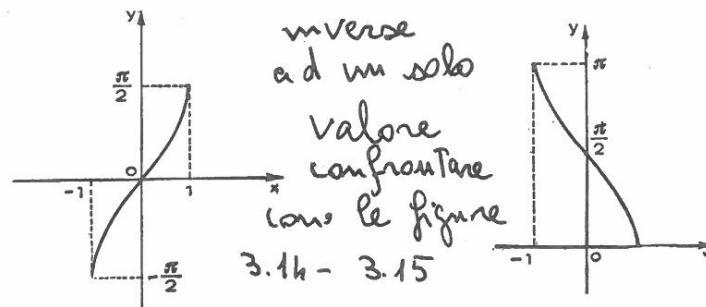 y
π/2
0
-1
1
x
-π/2
inverse
ad un solo
valore
confrontare
con le figure
3.14 - 3.15
y
π
π/2
-1
0